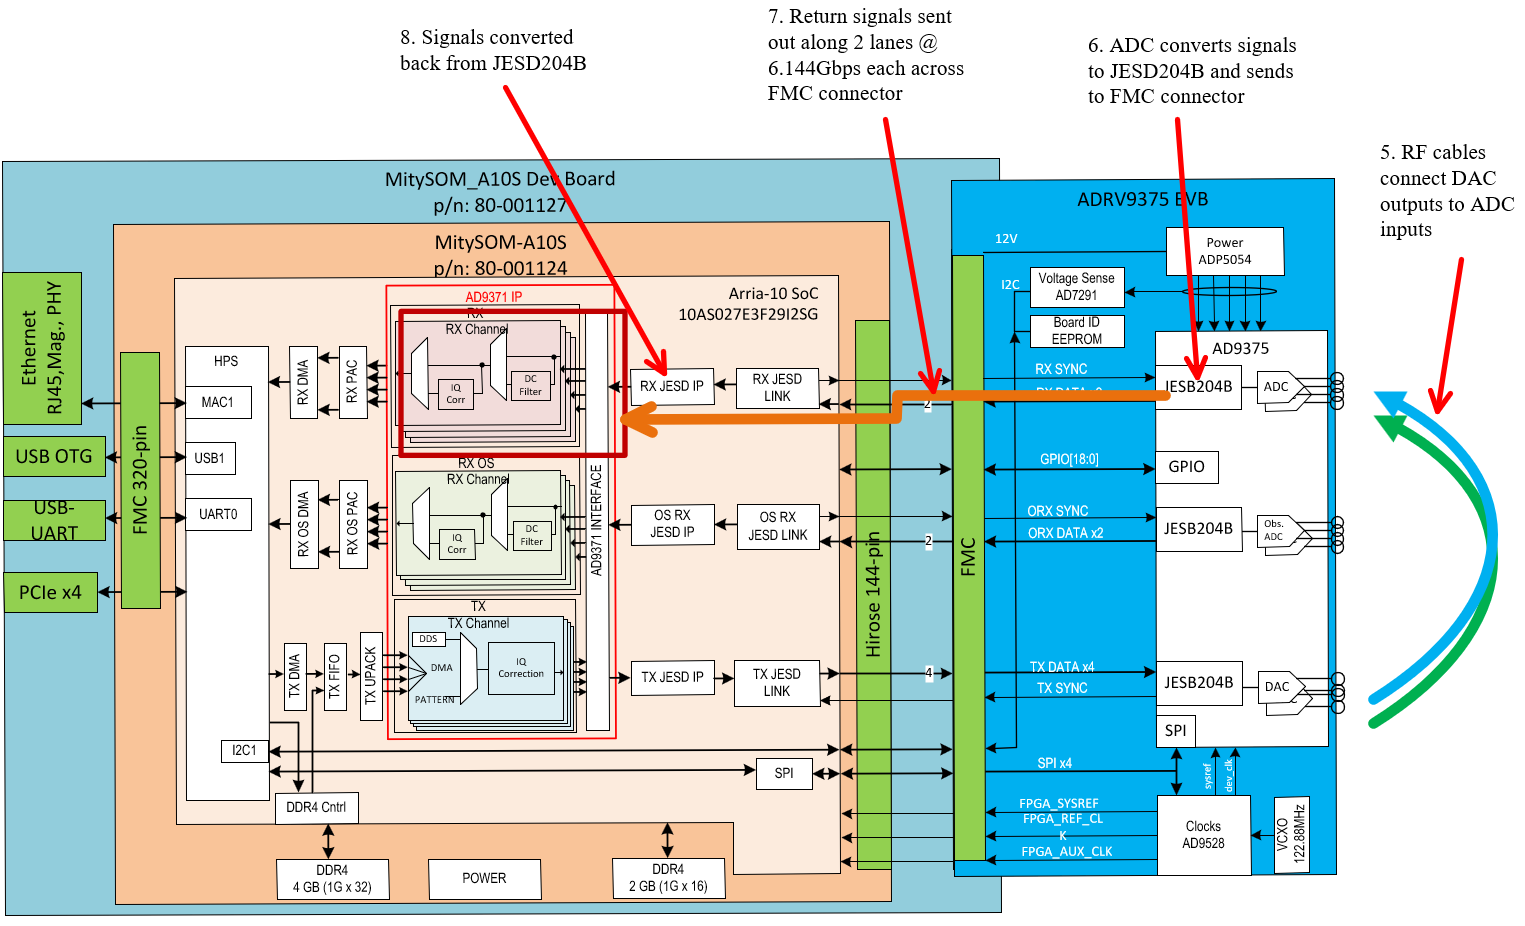 8. Signals converted
back from JESD204B
7. Return signals sent
out along 2 lanes @
6.144Gbps each across
FMC connector
6. ADC converts signals
to JESD204B and sends
to FMC connector
5. RF cables
connect DAC
outputs to ADC
inputs
MitySOM_A10S Dev Board
p/n: 80-001127
MitySOM-A10S
p/n: 80-001124
Arria-10 SoC
10AS027E3F29I2SG
AD9371 IP
RX
RX Channel
IQ
Corr
DC
Filter
RX OS
RX Channel
IQ
Corr
DC
Filter
TX
TX Channel
DDS
DMA
PATTERN
IQ
Correction
AD9371 INTERFACE
Ethernet
RJ45,Mag., PHY
USB OTG
USB-
UART
PCIe x4
FMC 320-pin
HPS
MAC1
USB1
UART0
I2C1
RX DMA
RX PAC
RX OS DMA
RX OS PAC
TX DMA
TX FIFO
TX UPACK
RX JESD IP
RX JESD
LINK
OS RX
JESD IP
OS RX
JESD LINK
TX JESD IP
TX JESD
LINK
SPI
DDR4 Cntrl
DDR4
4 GB (1G x 32)
POWER
DDR4
2 GB (1G x 16)
Hirose 144-pin
2
2
4
FMC
ADRV9375 EVB
12V
I2C
Power
ADP5054
Voltage Sense
AD7291
Board ID
EEPROM
AD9375
RX SYNC
JESB204B
ADC
GPIO[18:0]
GPIO
ORX SYNC
ORX DATA x2
JESB204B
Obs.
ADC
TX DATA x4
TX SYNC
JESB204B
DAC
SPI
SPI x4
sysref
dev_clk
FPGA_SYSREF
FPGA_REF_CL
K
FPGA_AUX_CLK
Clocks
AD9528
VCXO
122.88MHz